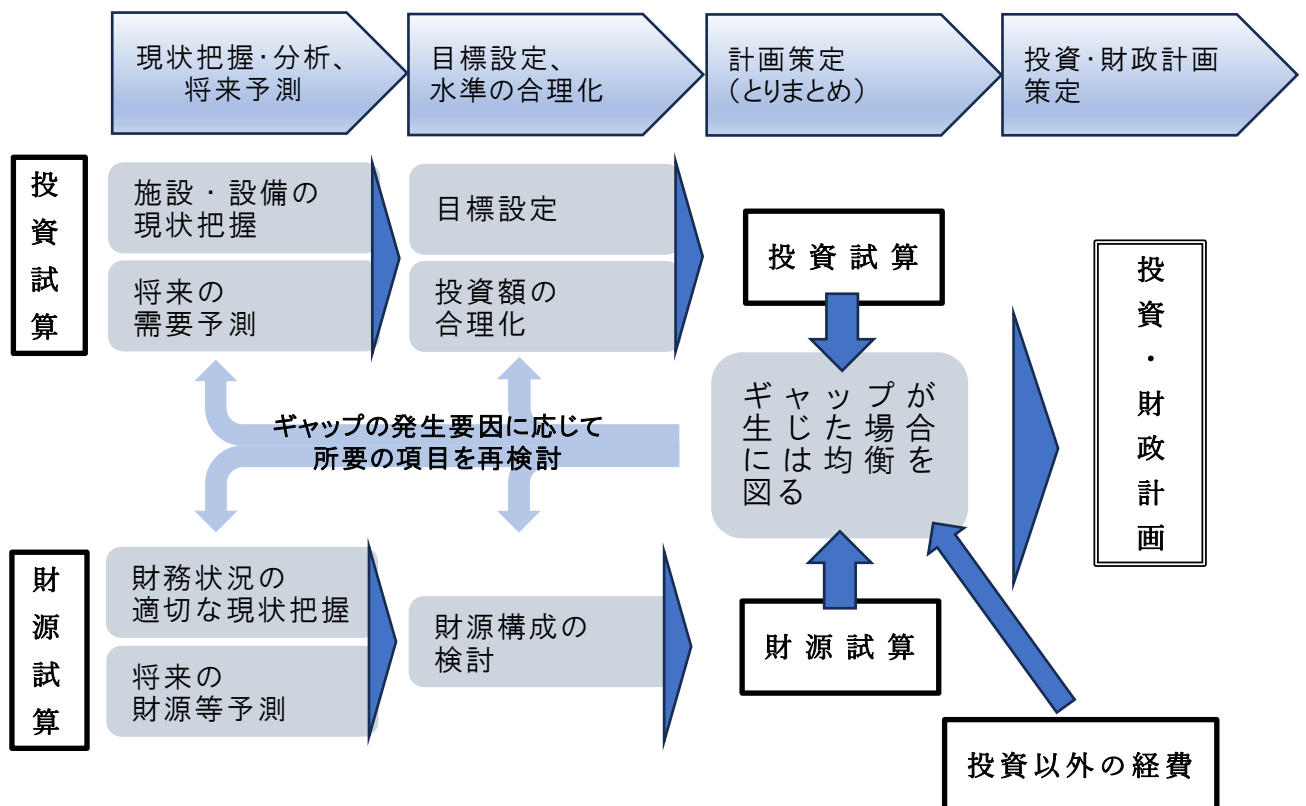 現状把握・分析、
将来予測
目標設定、
水準の合理化
計画策定
（とりまとめ）
投資・財政計画
策定
投資試算
施設・設備の
現状把握
将来の
需要予測
目標設定
投資額の
合理化
投資試算
ギャップが
生じた場合
には均衡を
図る
投資・財政計画
ギャップの発生要因に応じて
所要の項目を再検討
財源試算
財務状況の
適切な現状把握
将来の
財源等予測
財源構成の
検討
財源試算
投資以外の経費